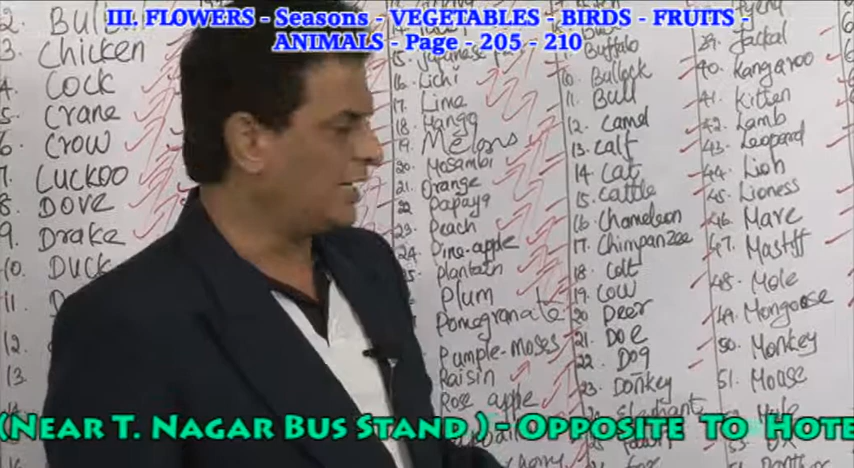 III. FLOWERS - Seasons - VEGETABLES - BIRDS - FRUITS -
ANIMALS - Page - 205 - 210
2.
3. CHICKEN
4. COCK
5. CRANE
6. CROW
7. LUCKOO
8. DOVE
9. DRAKE
10. DUCK
11.
12.
13.
16. Lichi
17. Lime
18. Mango
19. Melons
20. Mosambi
21. Orange
22. Papaya
23. Peach
24. Pine-apple
25. Plantain
Plum
Pomegranate
Pumple-Moses
Raisin
Rose Apple
Buffalo
10. Bullock
11. Bull
12. Camel
13. Calf
14. Cat
15. Cattle
16. Chameleon
17. Chimpanzee
18. Colt
19. Cow
20. Deer
21. Doe
22. Dog
23. Donkey
Elephant
39. Jackal
40. Kangaroo
41. Kitten
42. Lamb
43. Leopard
44. Lion
45. Lioness
46. Mare
47. Mastiff
48. Mole
49. Mongoose
50. Monkey
51. Mouse
(NEAR T. NAGAR BUS STAND ) - OPPOSITE TO HOTE